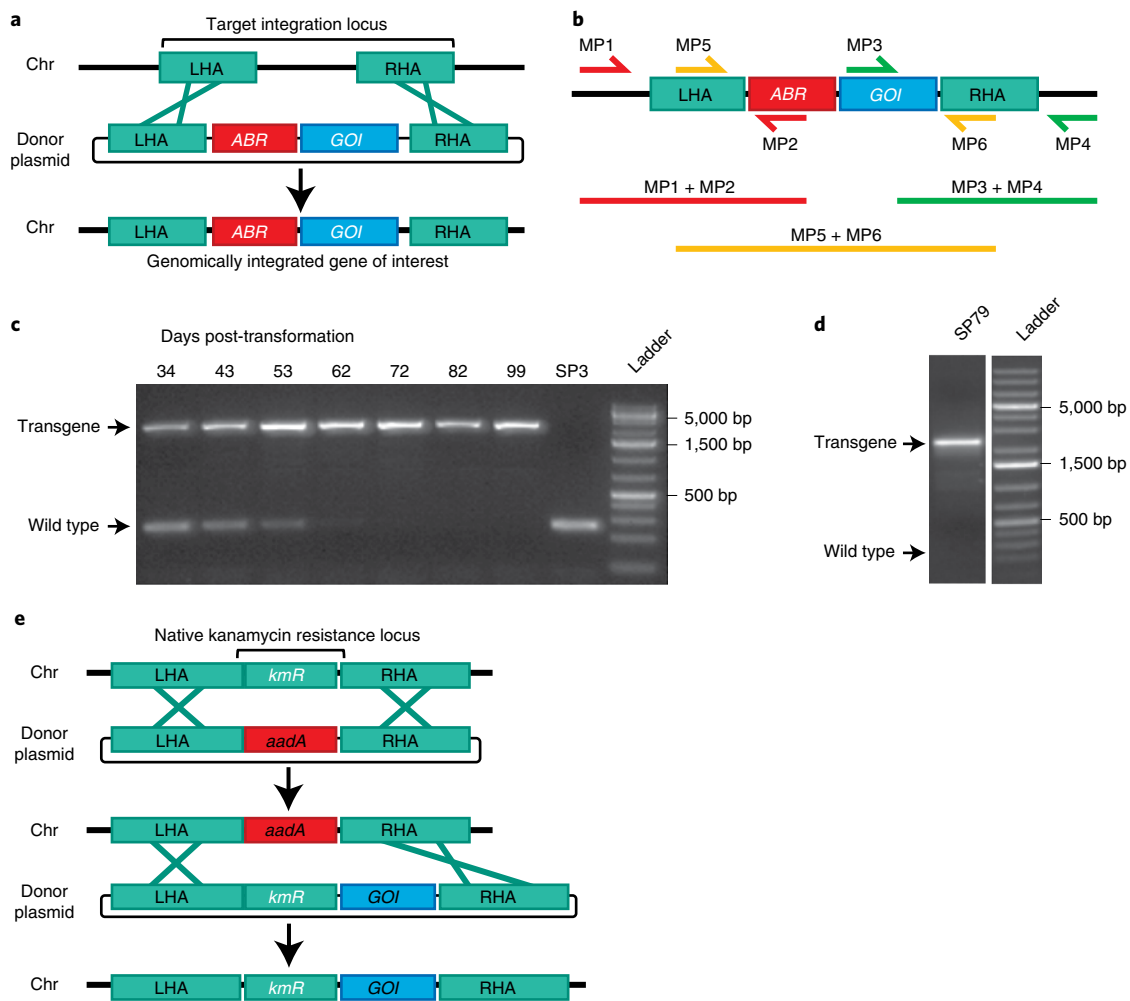 a
Target integration locus
Chr
LHA
RHA
Donor
plasmid
LHA
ABR
GOI
RHA
Chr
LHA
ABR
GOI
RHA
Genomically integrated gene of interest
b
MP1
MP5
MP3
LHA
ABR
GOI
RHA
MP2
MP6
MP4
MP1 + MP2
MP3 + MP4
MP5 + MP6
c
Days post-transformation
34
43
53
62
72
82
99
SP3
Ladder
Transgene
5,000 bp
1,500 bp
500 bp
Wild type
d
SP79
Ladder
5,000 bp
Transgene
1,500 bp
500 bp
Wild type
e
Native kanamycin resistance locus
Chr
LHA
kmR
RHA
Donor
plasmid
LHA
aadA
RHA
Chr
LHA
aadA
RHA
Donor
plasmid
LHA
kmR
GOI
RHA
Chr
LHA
kmR
GOI
RHA